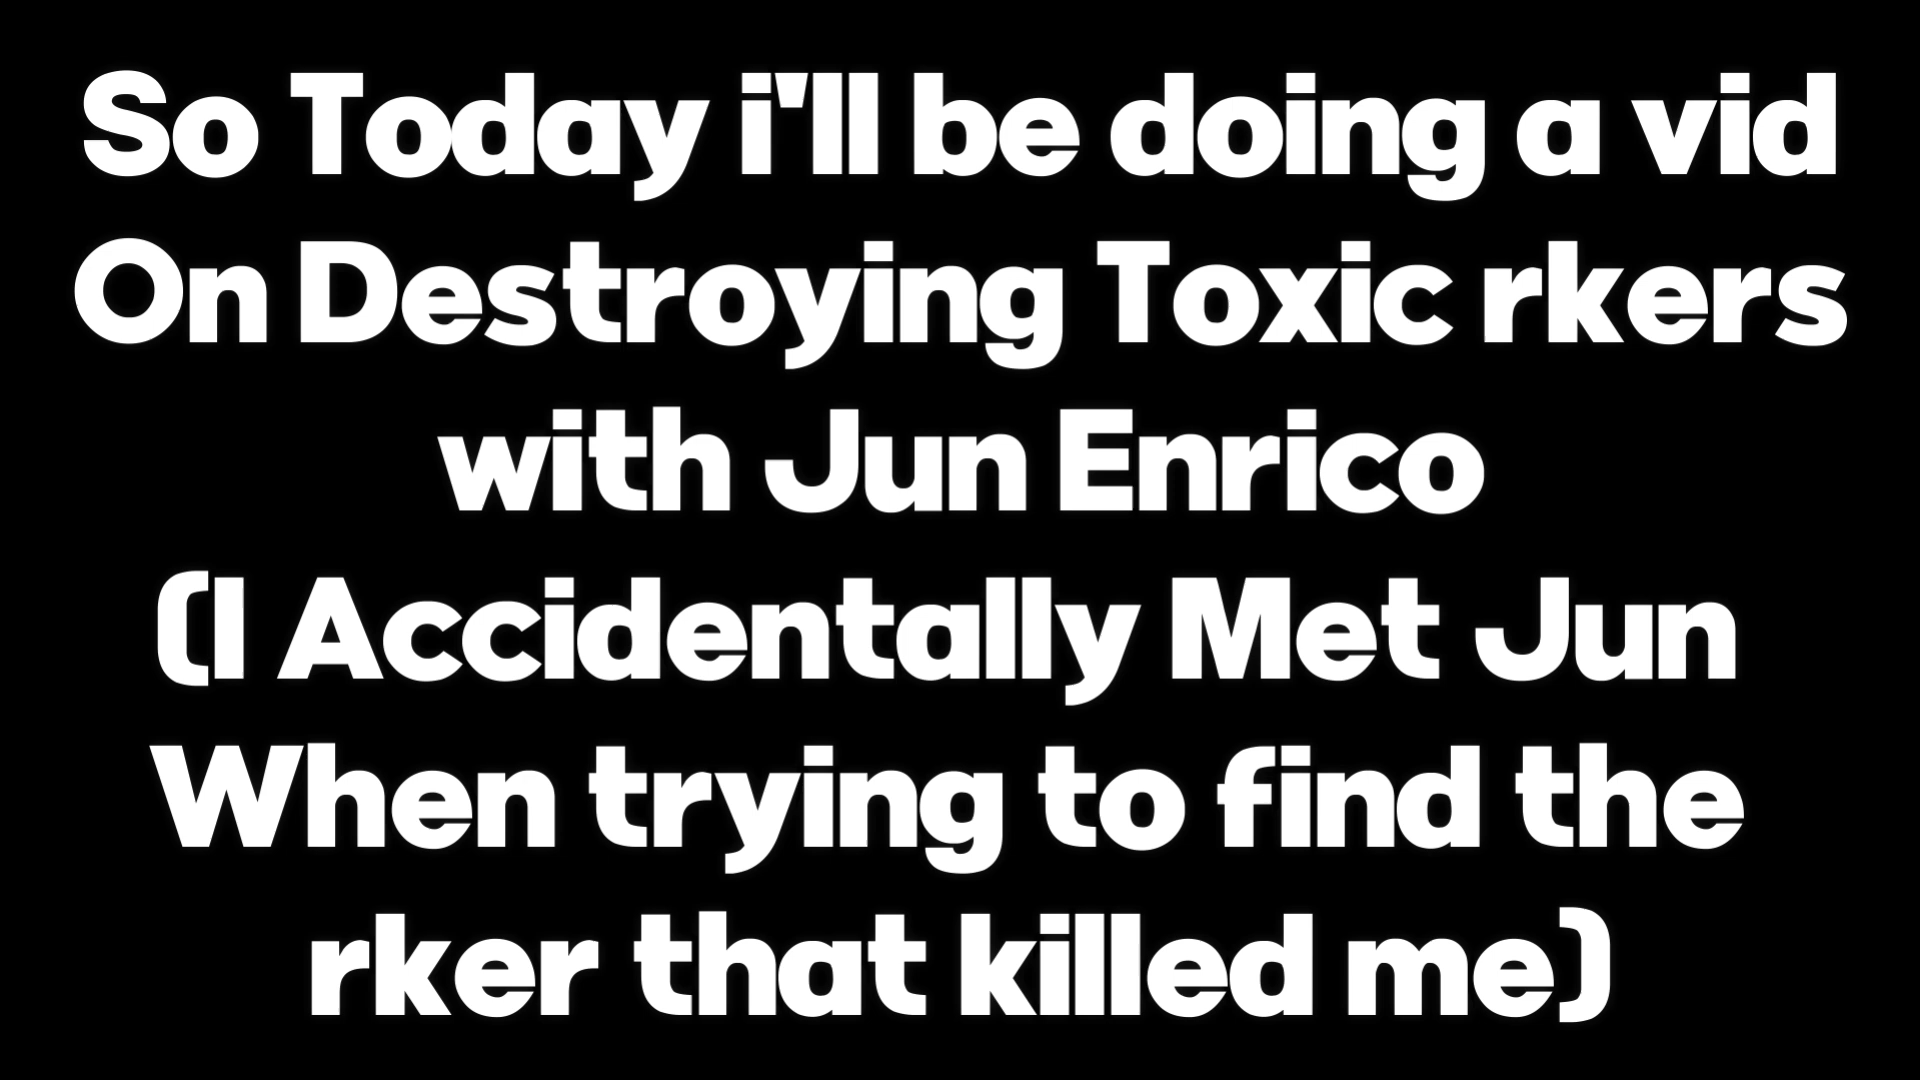 So Today i'll be doing a vid
On Destroying Toxic rkers
with Jun Enrico
(I Accidentally Met Jun
When trying to find the
rker that killed me)